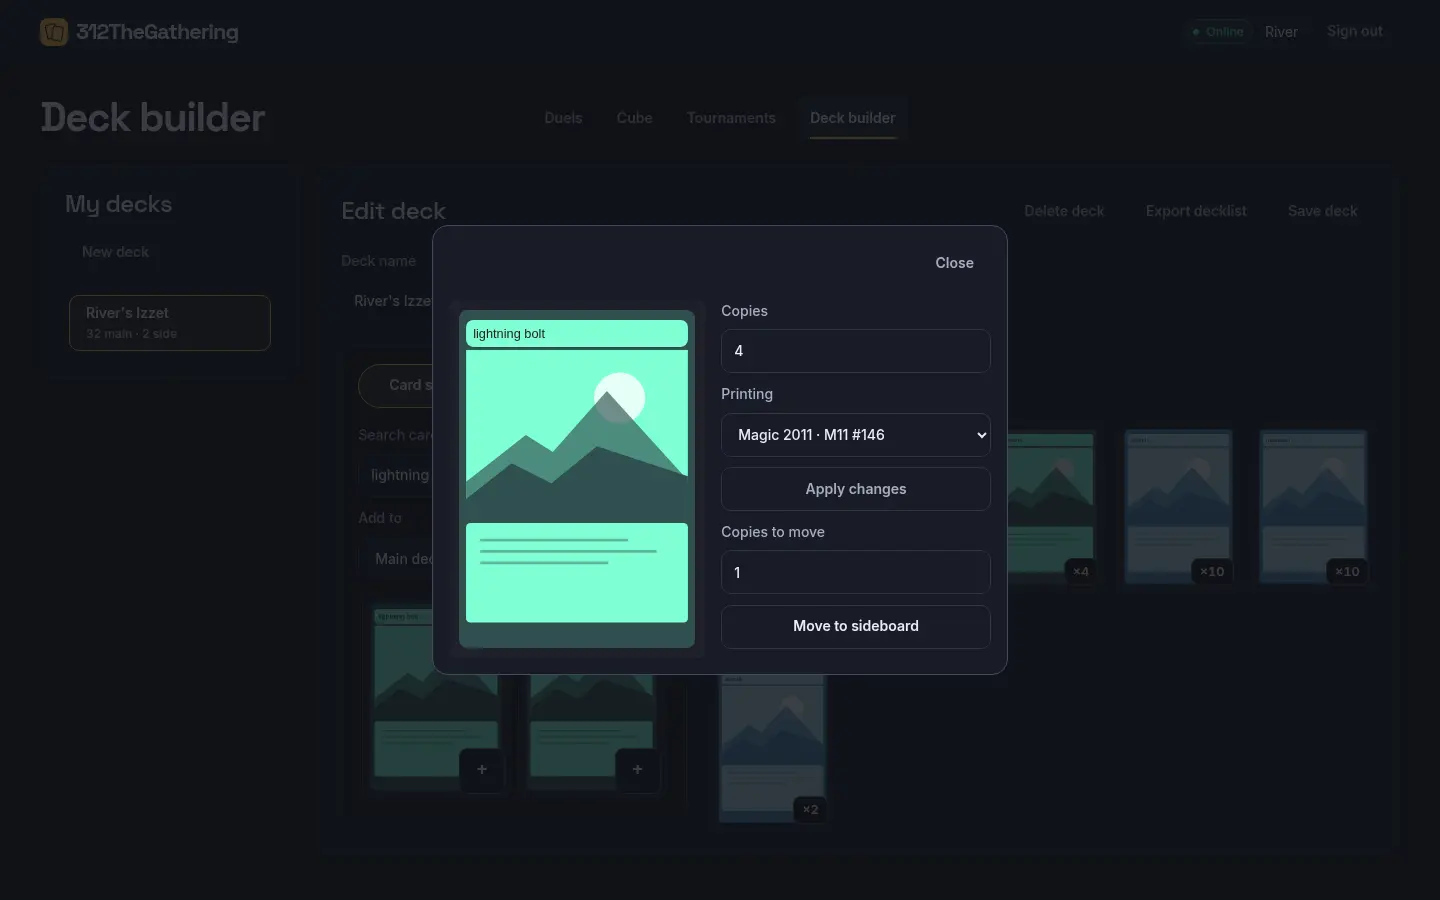 312TheGathering
Online
River
Sign out
Deck builder
Duels
Cube
Tournaments
Deck builder
My decks
New deck
River's Izzet
32 main · 2 side
Edit deck
Delete deck
Export decklist
Save deck
Deck name
River's Izze
Card s
Search car
lightning
Add to
Main dec
Close
lightning bolt
Copies
4
Printing
Magic 2011 · M11 #146
Apply changes
Copies to move
1
Move to sideboard
×4
×10
×10
+
+
×2